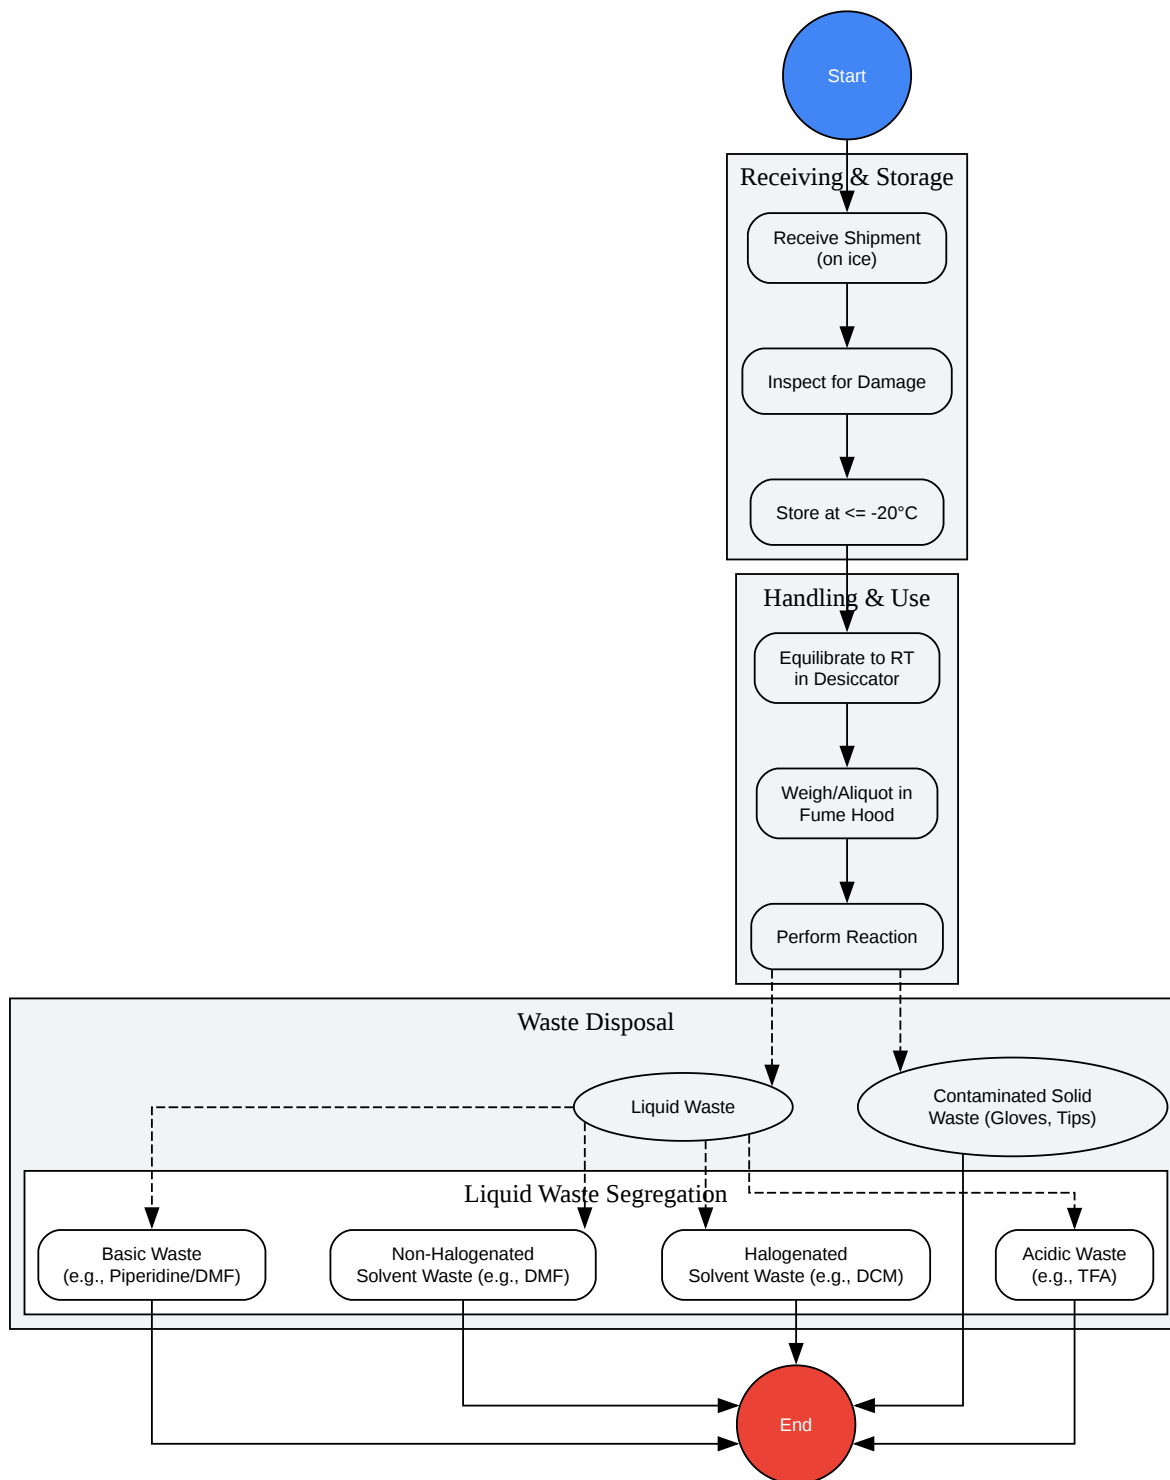 Start
Receiving & Storage
Receive Shipment
(on ice)
Inspect for Damage
Store at <= -20°C
Handling & Use
Equilibrate to RT
in Desiccator
Weigh/Aliquot in
Fume Hood
Perform Reaction
Waste Disposal
Liquid Waste
Contaminated Solid
Waste (Gloves, Tips)
Liquid Waste Segregation
Basic Waste
(e.g., Piperidine/DMF)
Non-Halogenated
Solvent Waste (e.g., DMF)
Halogenated
Solvent Waste (e.g., DCM)
Acidic Waste
(e.g., TFA)
End